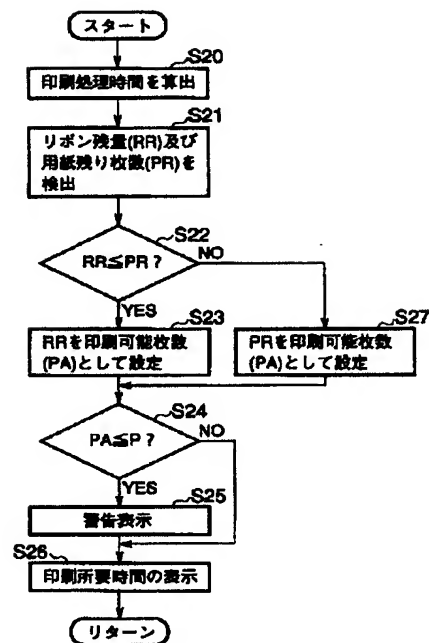 スタート
S20
印刷処理時間を算出
S21
リボン残量(RR)及び
用紙残り枚数(PR)を
検出
S22
RR≦PR?
NO
YES
S23
RRを印刷可能枚数
(PA)として設定
S27
PRを印刷可能枚数
(PA)として設定
S24
PA≦P?
NO
YES
S25
警告表示
S26
印刷所要時間の表示
リターン